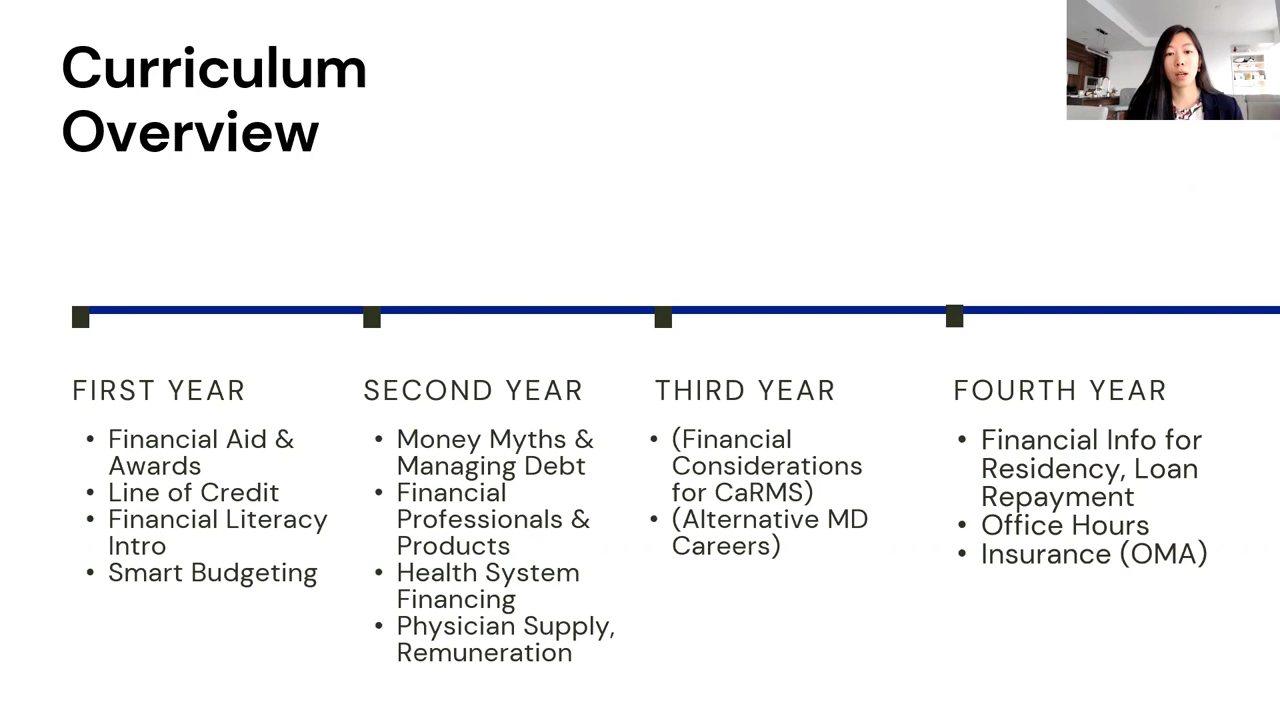 Curriculum
Overview
FIRST YEAR
• Financial Aid &
Awards
• Line of Credit
• Financial Literacy
Intro
• Smart Budgeting
SECOND YEAR
• Money Myths &
Managing Debt
• Financial
Professionals &
Products
• Health System
Financing
• Physician Supply,
Remuneration
THIRD YEAR
• (Financial
Considerations
for CaRMS)
• (Alternative MD
Careers)
FOURTH YEAR
• Financial Info for
Residency, Loan
Repayment
• Office Hours
• Insurance (OMA)